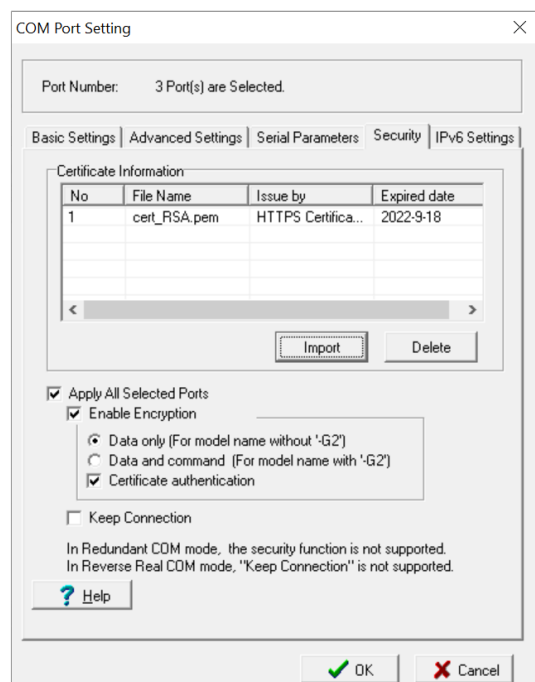 COM Port Setting
Port Number: 3 Port(s) are Selected.
Basic Settings Advanced Settings Serial Parameters Security IPv6 Settings
Certificate Information
No File Name Issue by Expired date
1 cert_RSA.pem HTTPS Certifica... 2022-9-18
Import Delete
Apply All Selected Ports
Enable Encryption
Data only (For model name without '-G2')
Data and command (For model name with '-G2')
Certificate authentication
Keep Connection
In Redundant COM mode, the security function is not supported.
In Reverse Real COM mode, "Keep Connection" is not supported.
? Help
OK Cancel